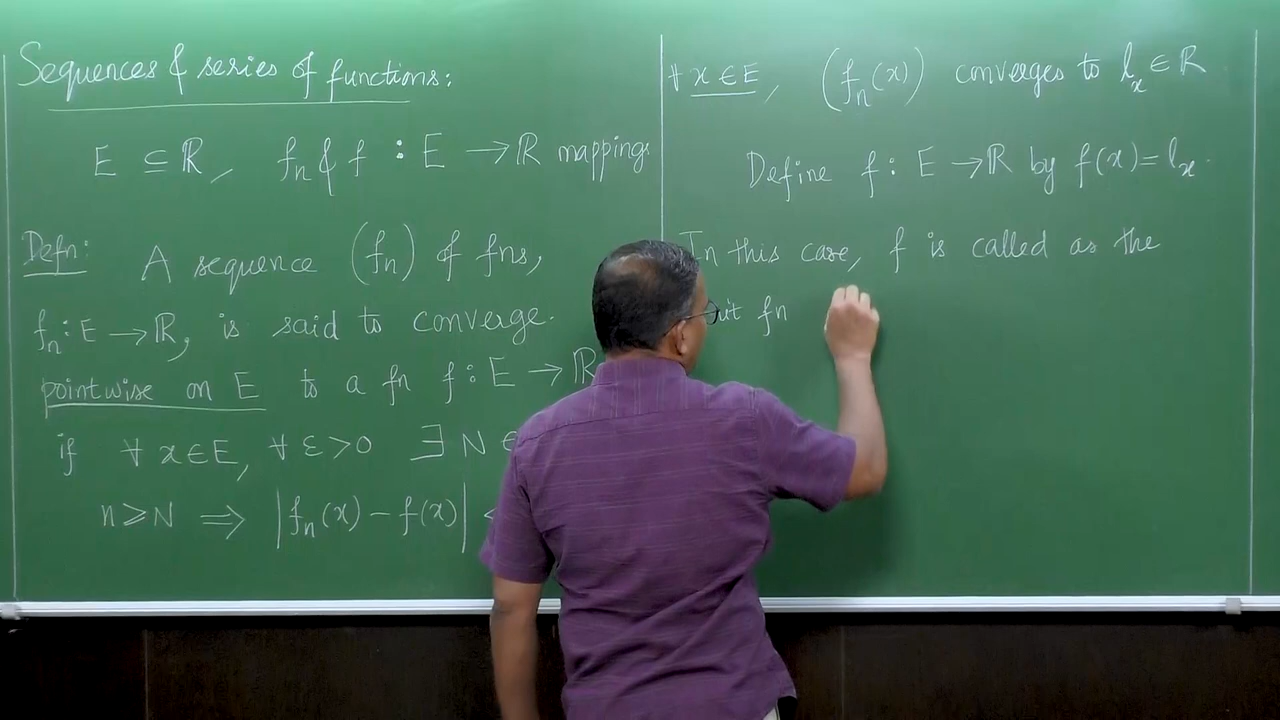 Sequences & series of functions:
E ⊆ ℝ, fₙ & f : E → ℝ mappings
Defn: A sequence (fₙ) of fns,
fₙ : E → ℝ, is said to converge
pointwise on E to a fn f : E → ℝ
if ∀ x ∈ E, ∀ ε > 0 ∃ N ∈
n ≥ N ⟹ |fₙ(x) − f(x)| <
∀ x ∈ E, (fₙ(x)) converges to lₓ ∈ ℝ
Define f : E → ℝ by f(x) = lₓ.
In this case, f is called as the
fn